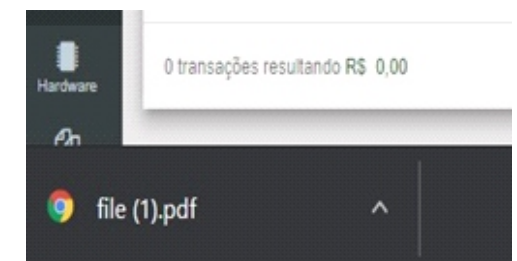 Hardware
0 transações resultando R$ 0,00
file (1).pdf